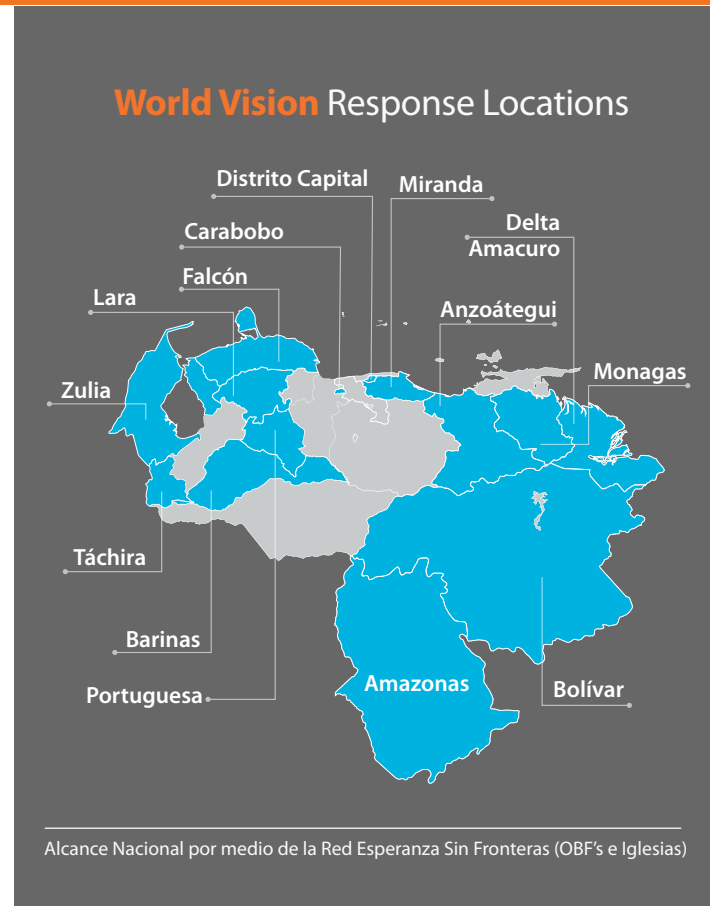 World Vision Response Locations
Distrito Capital
Miranda
Carabobo
Delta
Amacuro
Falcón
Lara
Anzoátegui
Monagas
Zulia
Táchira
Barinas
Portuguesa
Amazonas
Bolívar
Alcance Nacional por medio de la Red Esperanza Sin Fronteras (OBF's e Iglesias)